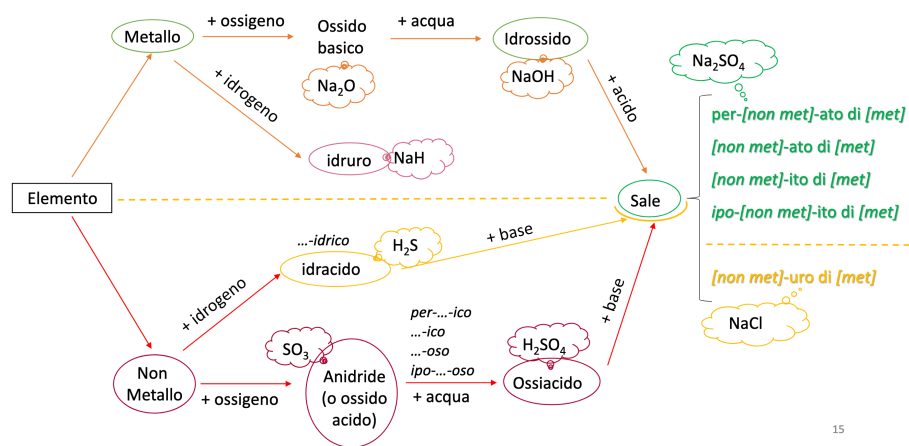 Metallo
+ ossigeno
Ossido
basico
+ acqua
Idrossido
Na₂O
NaOH
+ idrogeno
idruro
NaH
+ acido
Na₂SO₄
per-[non met]-ato di [met]
[non met]-ato di [met]
[non met]-ito di [met]
ipo-[non met]-ito di [met]
Elemento
Sale
...-idrico
idracido
H₂S
+ base
[non met]-uro di [met]
NaCl
+ idrogeno
Non
Metallo
+ ossigeno
SO₃
Anidride
(o ossido
acido)
per-...-ico
...-ico
...-oso
ipo-...-oso
+ acqua
H₂SO₄
Ossiacido
+ base
15